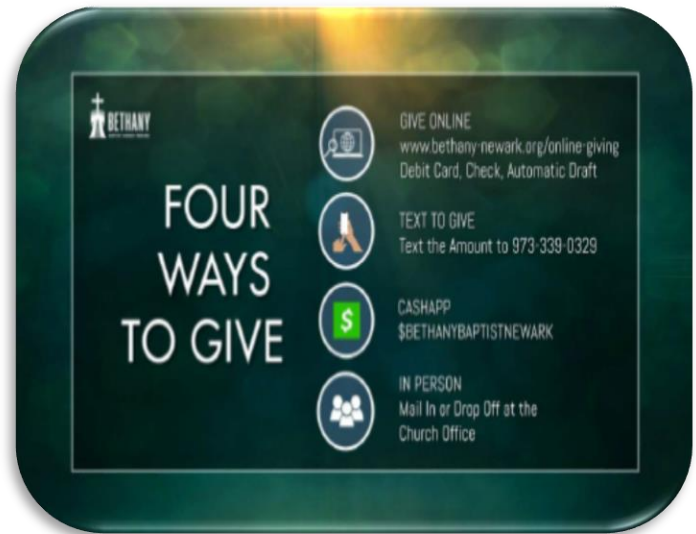 BETHANY
FOUR
WAYS
TO GIVE
GIVE ONLINE
www.bethany-newark.org/online-giving
Debit Card, Check, Automatic Draft
TEXT TO GIVE
Text the Amount to 973-339-0329
$
CASHAPP
$BETHANYBAPTISTNEWARK
IN PERSON
Mail In or Drop Off at the
Church Office